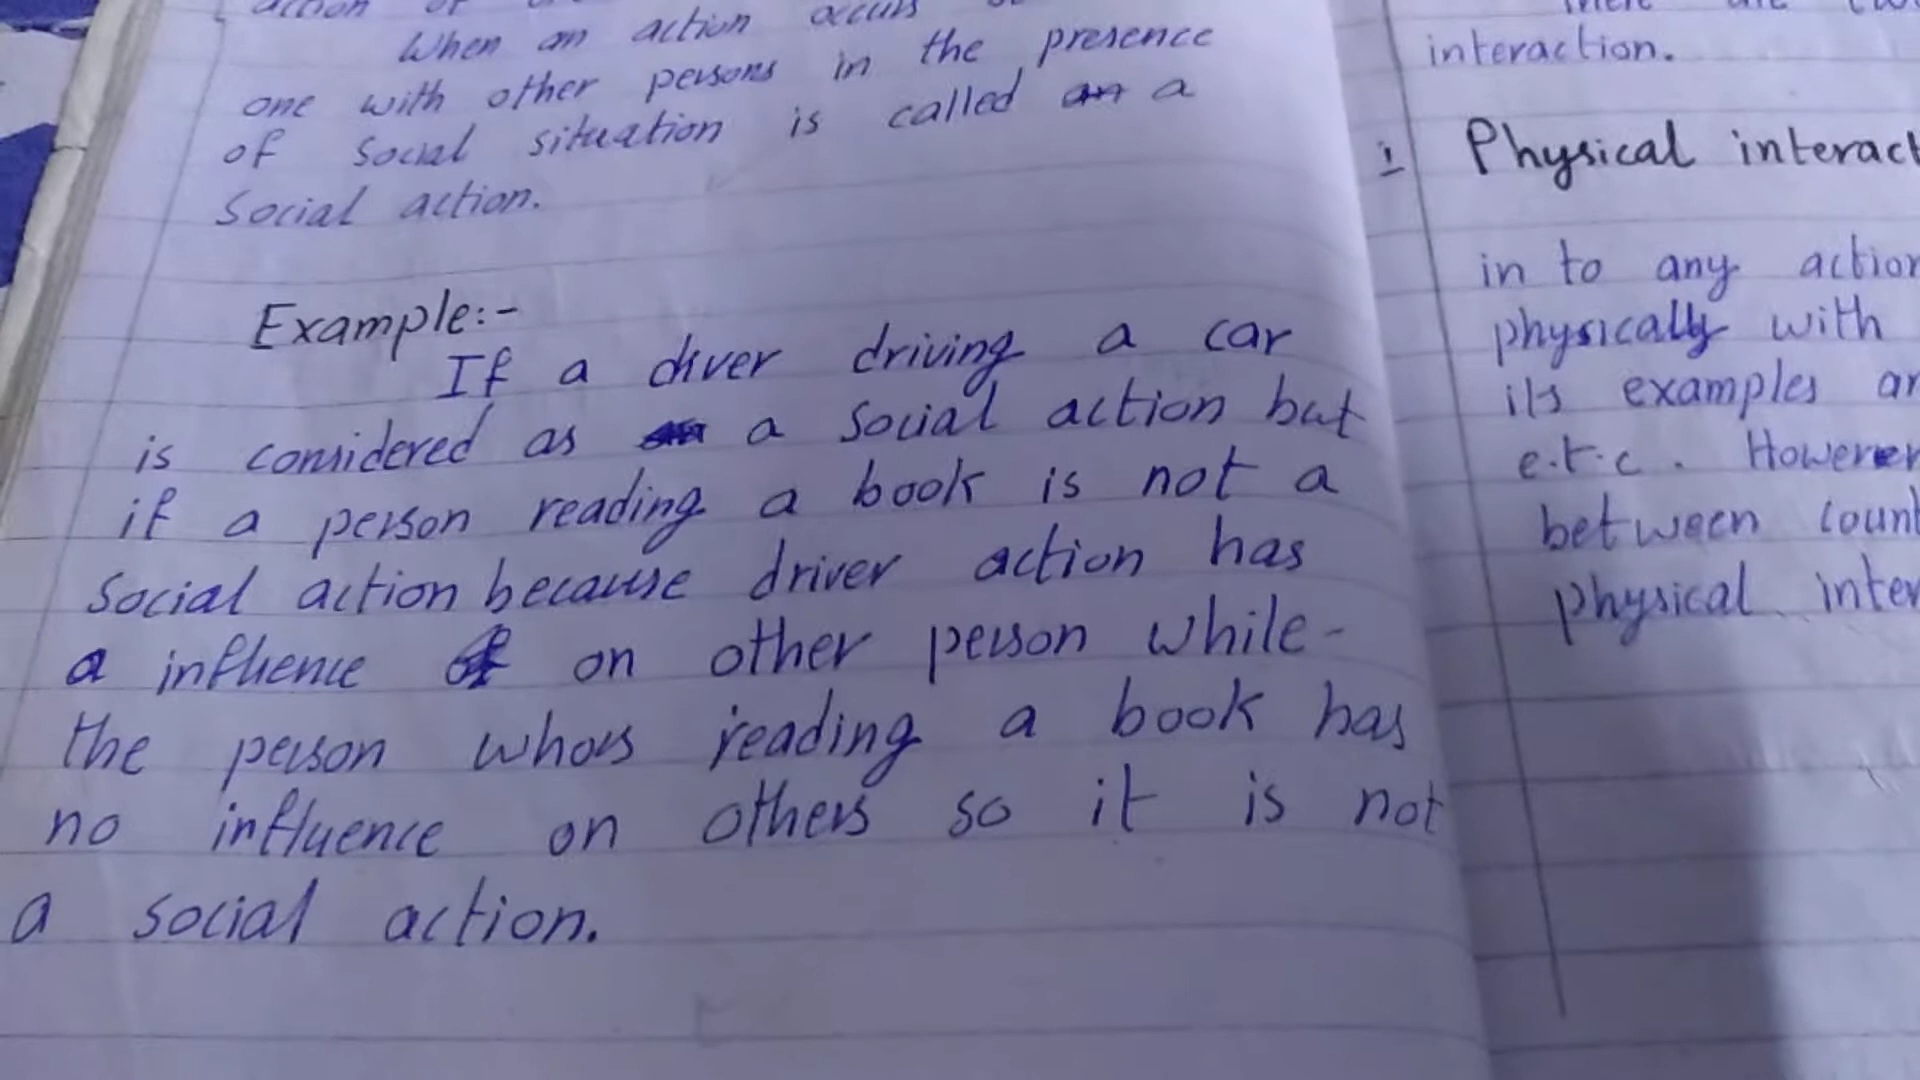 action of
When an action occurs
one with other persons in the presence
of Social situation is called a
Social action.
Example:-
If a diver driving a car
is considered as a Social action but
if a person reading a book is not a
Social action because driver action has
a influence on other person while-
the person whos reading a book has
no influence on others so it is not
a social action.
interaction.
1 Physical interact
in to any action
physically with
its examples ar
e.t.c. However
between count
physical inter